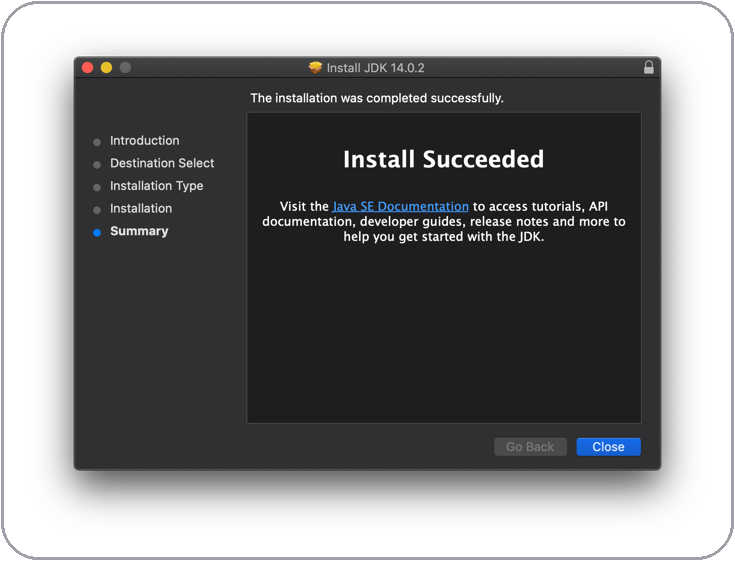 Install JDK 14.0.2
The installation was completed successfully.
Introduction
Destination Select
Installation Type
Installation
Summary
Install Succeeded
Visit the Java SE Documentation to access tutorials, API
documentation, developer guides, release notes and more to
help you get started with the JDK.
Go Back
Close